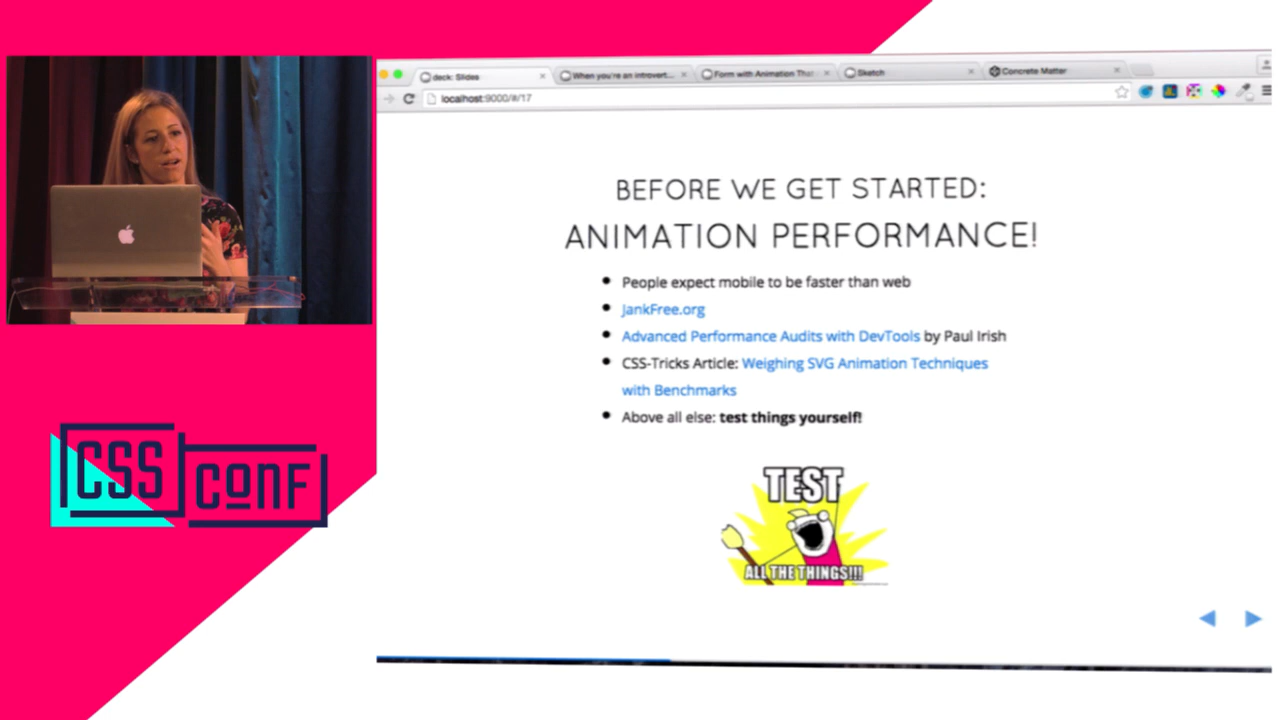 deck: Slides
When you're an introvert...
Form with Animation That
Sketch
Concrete Matter
localhost:9000/#/17
BEFORE WE GET STARTED:
ANIMATION PERFORMANCE!
People expect mobile to be faster than web
JankFree.org
Advanced Performance Audits with DevTools by Paul Irish
CSS-Tricks Article: Weighing SVG Animation Techniques
with Benchmarks
Above all else: test things yourself!
TEST
ALL THE THINGS!!!
CSS
CONF